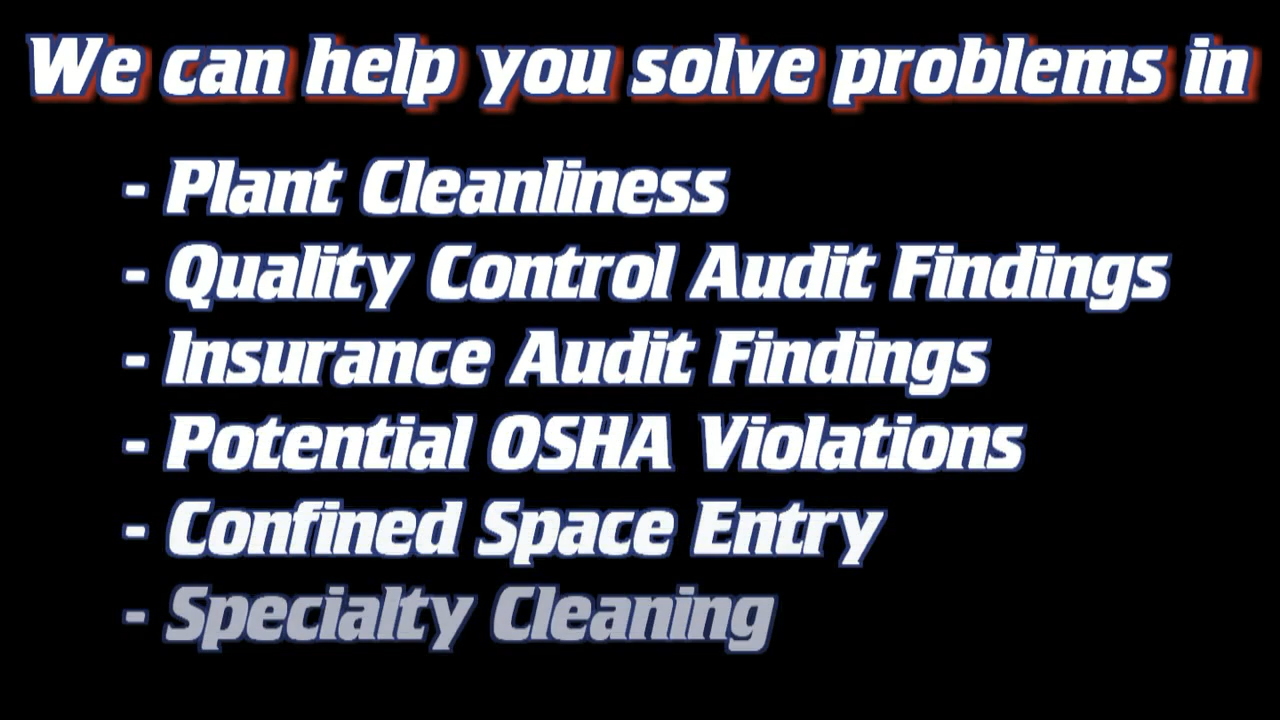 We can help you solve problems in
- Plant Cleanliness
- Quality Control Audit Findings
- Insurance Audit Findings
- Potential OSHA Violations
- Confined Space Entry
- Specialty Cleaning